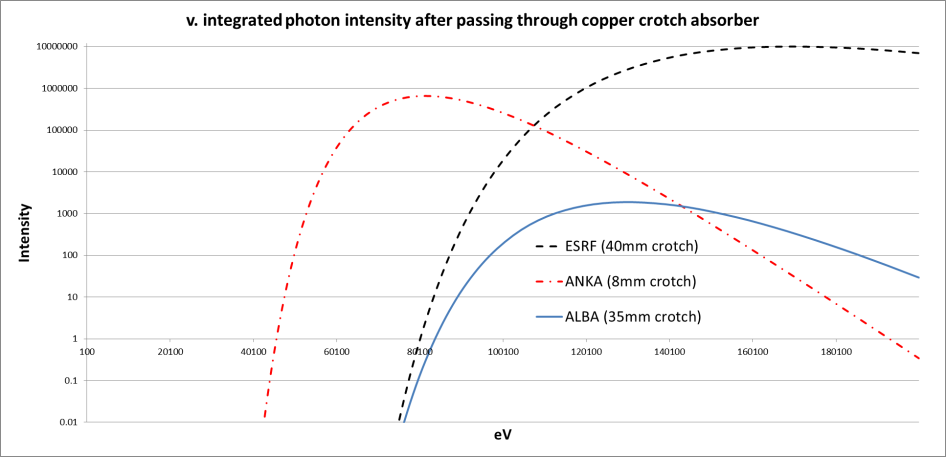 v. integrated photon intensity after passing through copper crotch absorber
10000000
1000000
100000
10000
1000
100
10
1
0.1
0.01
Intensity
ESRF (40mm crotch)
ANKA (8mm crotch)
ALBA (35mm crotch)
100 20100 40100 60100 80100 100100 120100 140100 160100 180100
eV